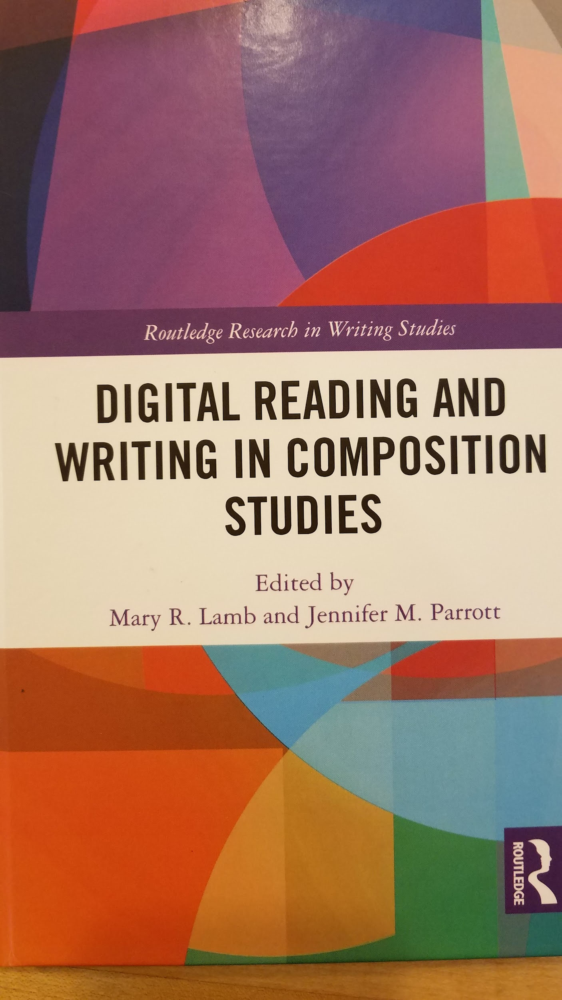 Routledge Research in Writing Studies
DIGITAL READING AND
WRITING IN COMPOSITION
STUDIES
Edited by
Mary R. Lamb and Jennifer M. Parrott
ROUTLEDGE